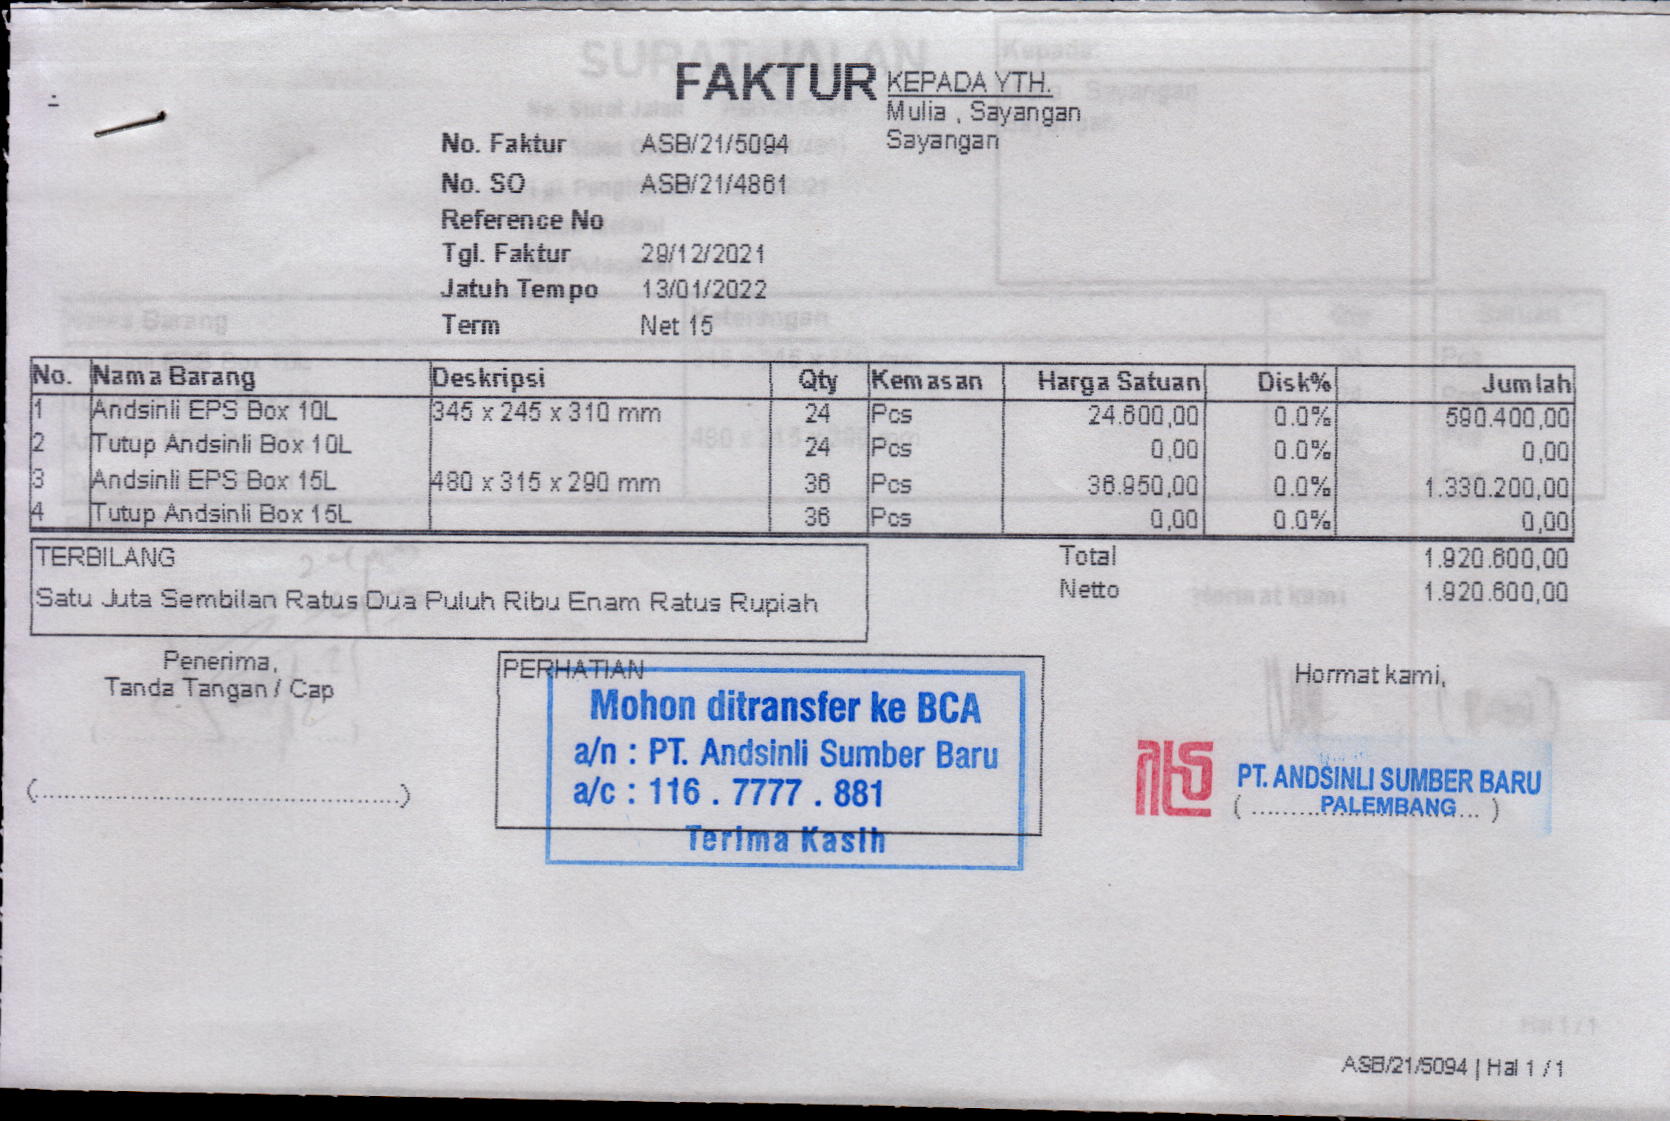 FAKTUR
KEPADA YTH.
Mulia , Sayangan
Sayangan
No. Faktur ASB/21/5094
No. SO ASB/21/4861
Reference No
Tgl. Faktur 29/12/2021
Jatuh Tempo 13/01/2022
Term Net 15
No. Nama Barang Deskripsi Qty Kemasan Harga Satuan Disk% Jumlah
1 Andsinli EPS Box 10L 345 x 245 x 310 mm 24 Pcs 24.600,00 0.0% 590.400,00
2 Tutup Andsinli Box 10L 24 Pcs 0,00 0.0% 0,00
3 Andsinli EPS Box 15L 480 x 315 x 290 mm 36 Pcs 36.950,00 0.0% 1.330.200,00
4 Tutup Andsinli Box 15L 36 Pcs 0,00 0.0% 0,00
TERBILANG
Satu Juta Sembilan Ratus Dua Puluh Ribu Enam Ratus Rupiah
Total 1.920.600,00
Netto 1.920.600,00
Penerima,
Tanda Tangan / Cap
(............................................)
PERHATIAN
Mohon ditransfer ke BCA
a/n : PT. Andsinli Sumber Baru
a/c : 116 . 7777 . 881
Terima Kasih
Hormat kami,
PT. ANDSINLI SUMBER BARU
( .........PALEMBANG... )
ASB/21/5094 | Hal 1 / 1